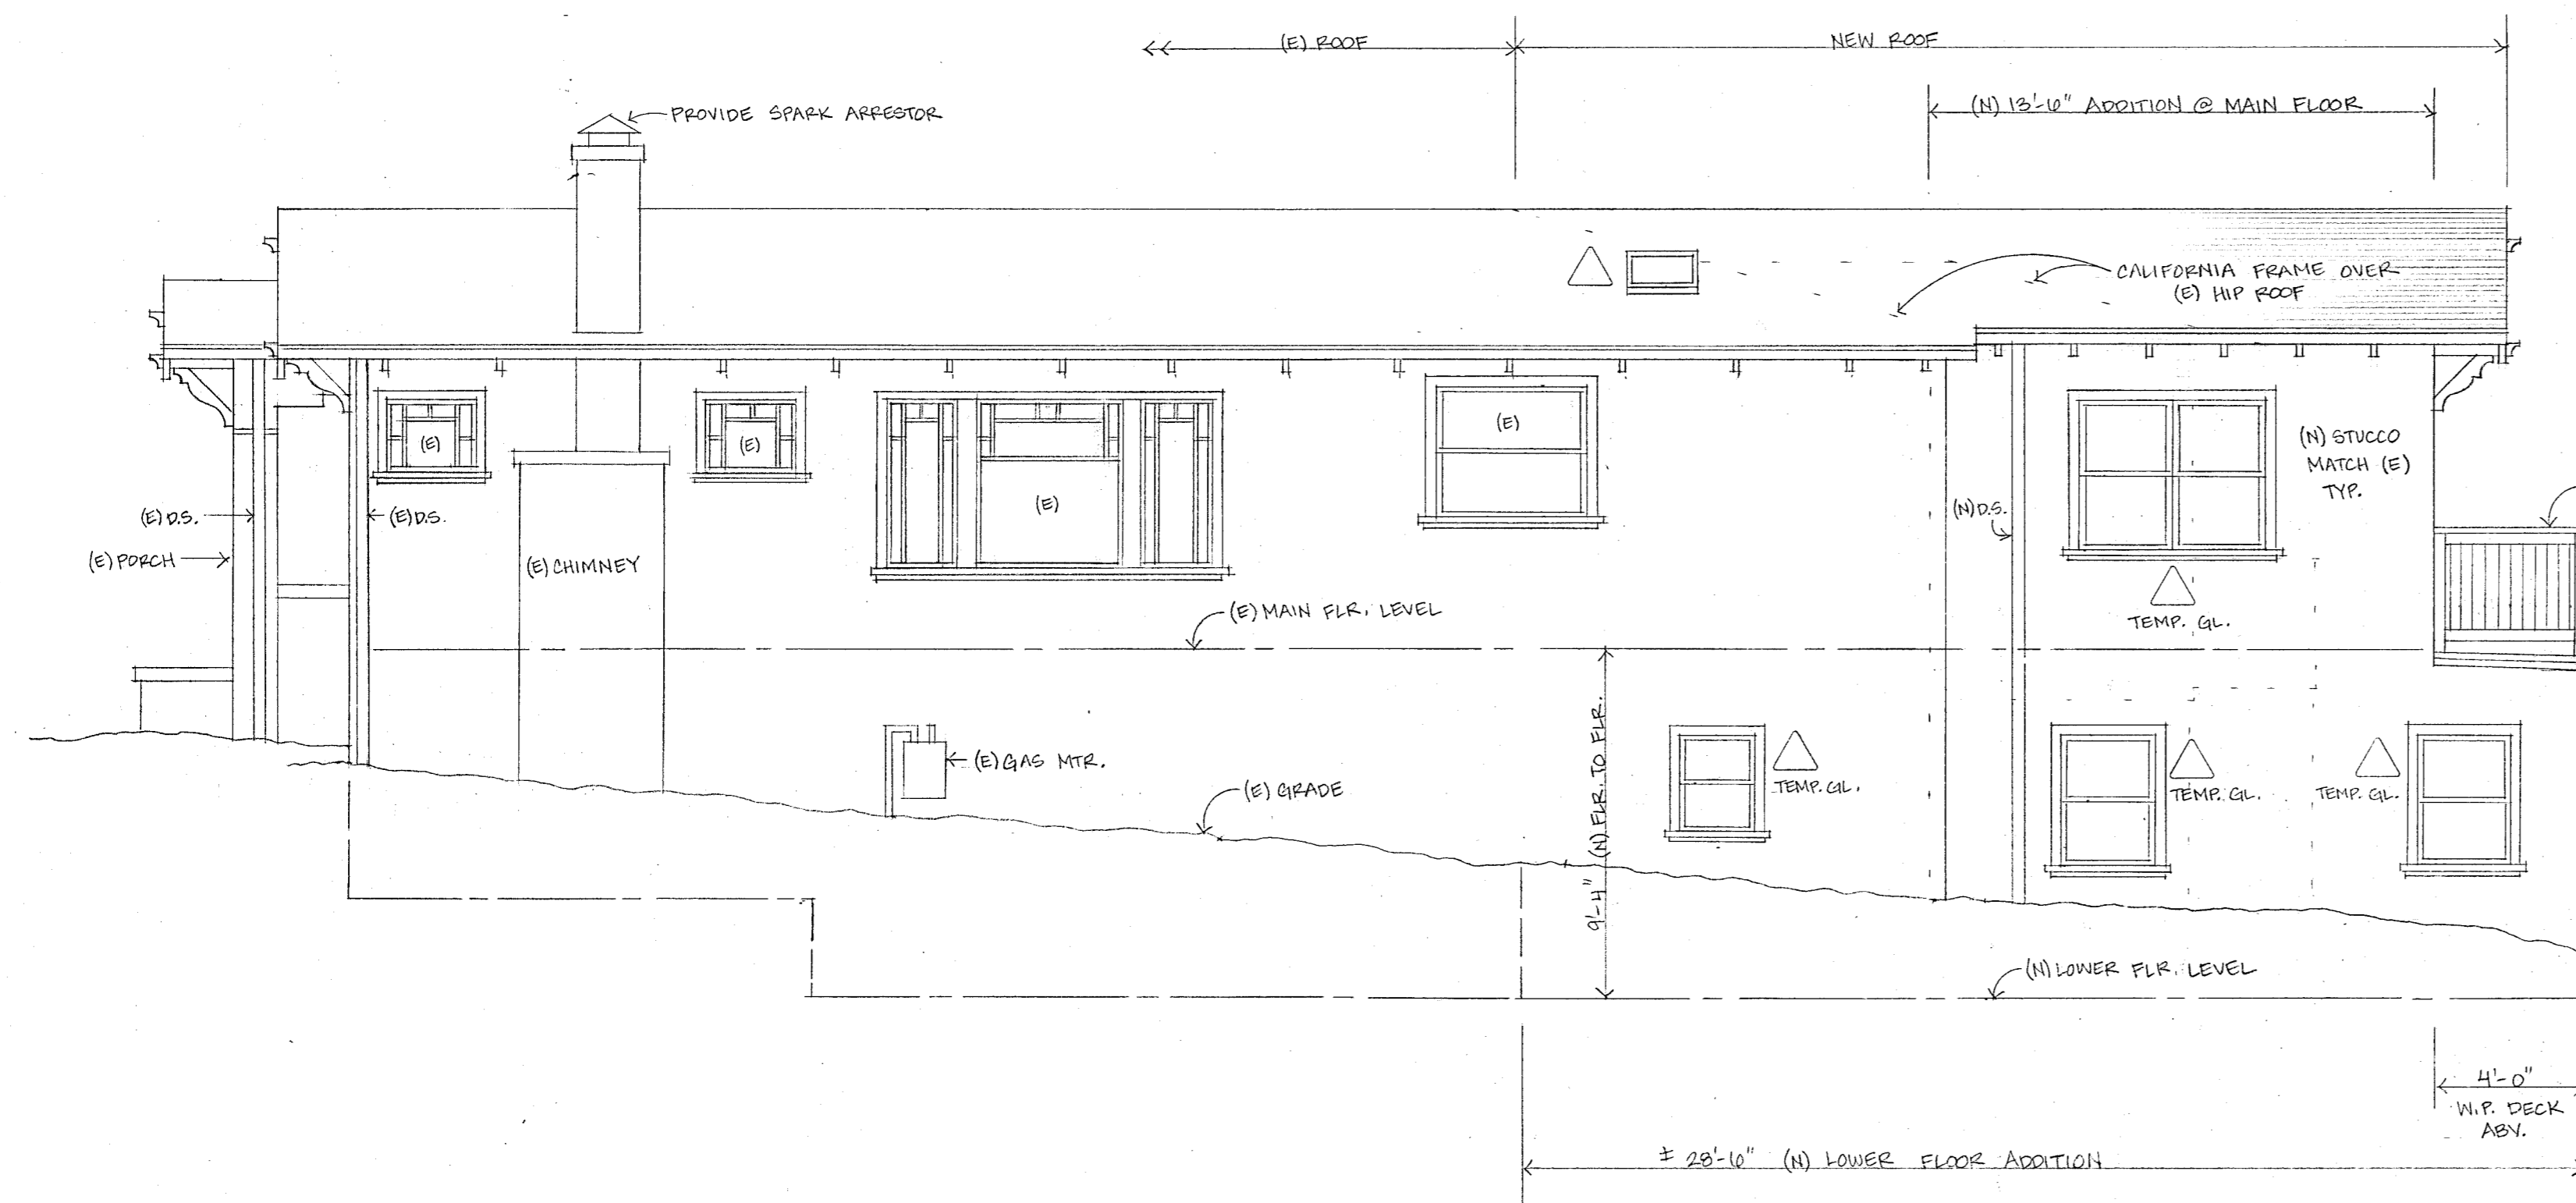 (E) ROOF
NEW ROOF
(N) 13'-6" ADDITION @ MAIN FLOOR
PROVIDE SPARK ARRESTOR
CALIFORNIA FRAME OVER
(E) HIP ROOF
(E)
(E)
(E)
(E)
(N) STUCCO
MATCH (E)
TYP.
(E) D.S.
(E) D.S.
(N) D.S.
(E) PORCH
(E) CHIMNEY
(E) MAIN FLR. LEVEL
TEMP. GL.
9'-4" (N) FLR. TO FLR.
(E) GAS MTR.
(E) GRADE
TEMP. GL.
TEMP. GL.
TEMP. GL.
(N) LOWER FLR. LEVEL
4'-0"
W.P. DECK
ABV.
± 28'-6" (N) LOWER FLOOR ADDITION